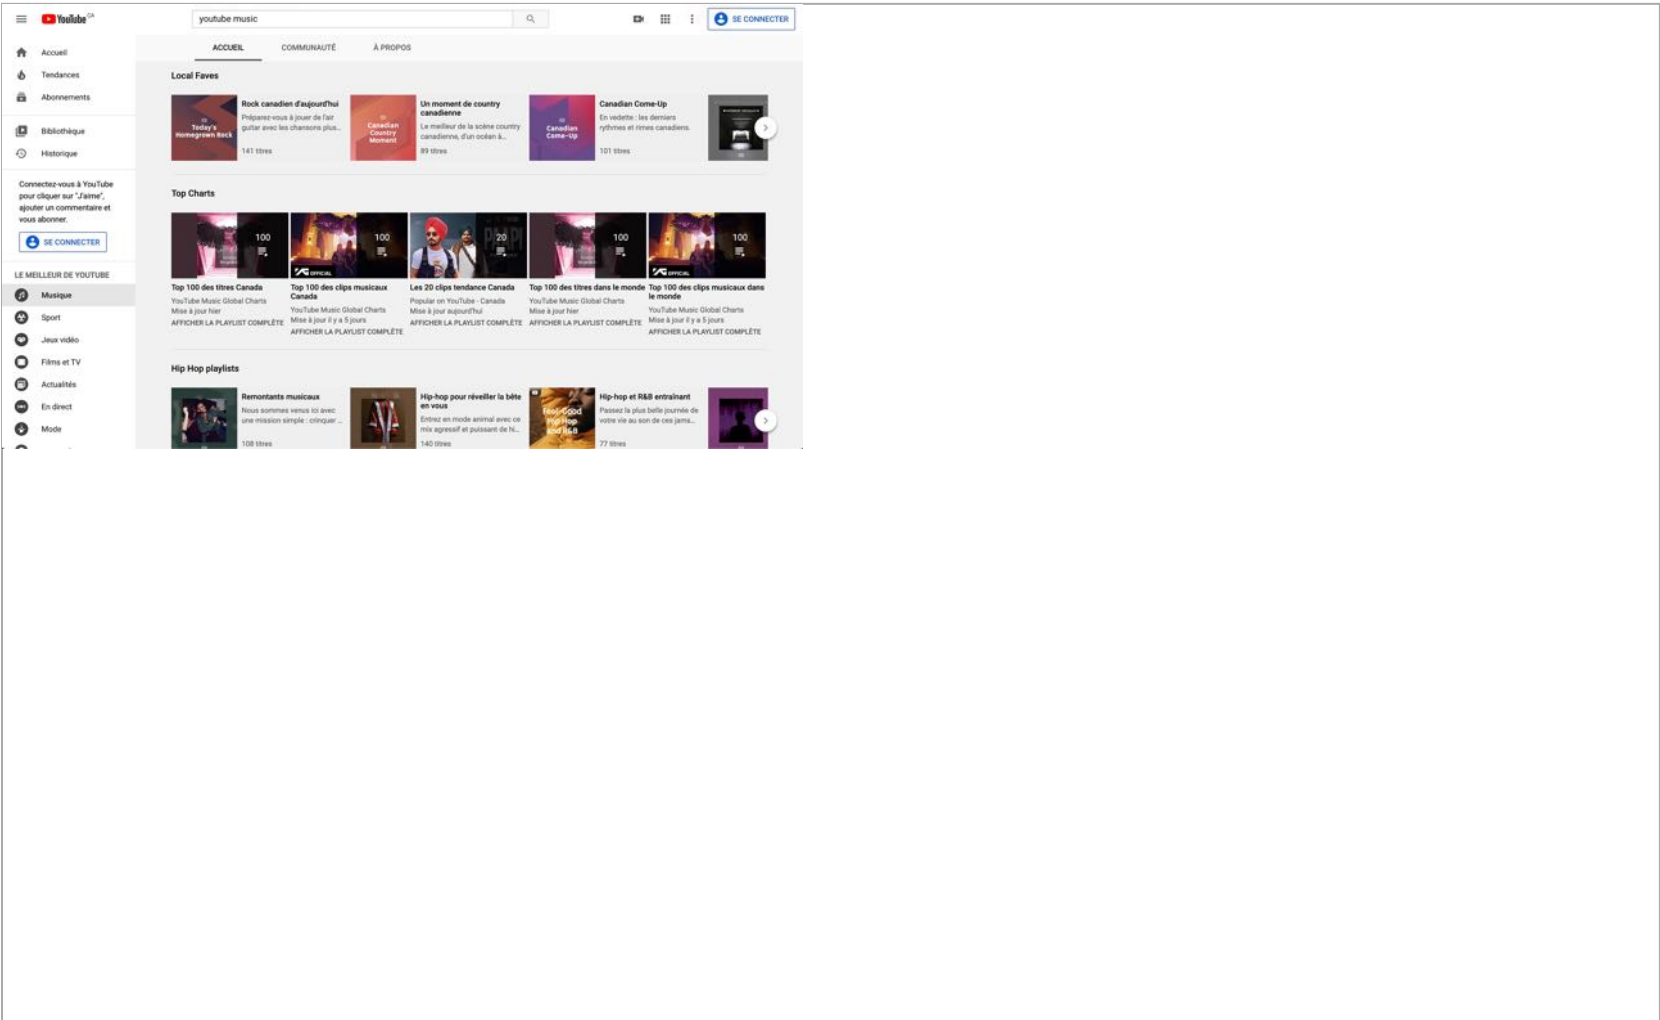 YouTube CA
youtube music
SE CONNECTER
Accueil
Tendances
Abonnements
Bibliothèque
Historique
Connectez-vous à YouTube
pour cliquer sur "J'aime",
ajouter un commentaire et
vous abonner.
SE CONNECTER
LE MEILLEUR DE YOUTUBE
Musique
Sport
Jeux vidéo
Films et TV
Actualités
En direct
Mode
ACCUEIL COMMUNAUTÉ À PROPOS
Local Faves
Today's
Homegrown Rock
Rock canadien d'aujourd'hui
Préparez-vous à jouer de l'air
guitar avec les chansons plus...
141 titres
Canadian
Country
Moment
Un moment de country
canadienne
Le meilleur de la scène country
canadienne, d'un océan à...
89 titres
Canadian
Come-Up
Canadian Come-Up
En vedette : les derniers
rythmes et rimes canadiens.
101 titres
Top Charts
100
Top 100 des titres Canada
YouTube Music Global Charts
Mise à jour hier
AFFICHER LA PLAYLIST COMPLÈTE
100
OFFICIAL
Top 100 des clips musicaux
Canada
YouTube Music Global Charts
Mise à jour il y a 5 jours
AFFICHER LA PLAYLIST COMPLÈTE
PAAPI
20
Les 20 clips tendance Canada
Popular on YouTube - Canada
Mise à jour aujourd'hui
AFFICHER LA PLAYLIST COMPLÈTE
100
Top 100 des titres dans le monde
YouTube Music Global Charts
Mise à jour hier
AFFICHER LA PLAYLIST COMPLÈTE
100
OFFICIAL
Top 100 des clips musicaux dans
le monde
YouTube Music Global Charts
Mise à jour il y a 5 jours
AFFICHER LA PLAYLIST COMPLÈTE
Hip Hop playlists
Remontants musicaux
Nous sommes venus ici avec
une mission simple : crinquer ...
108 titres
Hip-hop pour réveiller la bête
en vous
Entrez en mode animal avec ce
mix agressif et puissant de hi...
140 titres
Feel-Good
Hip Hop
and R&B
Hip-hop et R&B entraînant
Passez la plus belle journée de
votre vie au son de ces jams...
77 titres